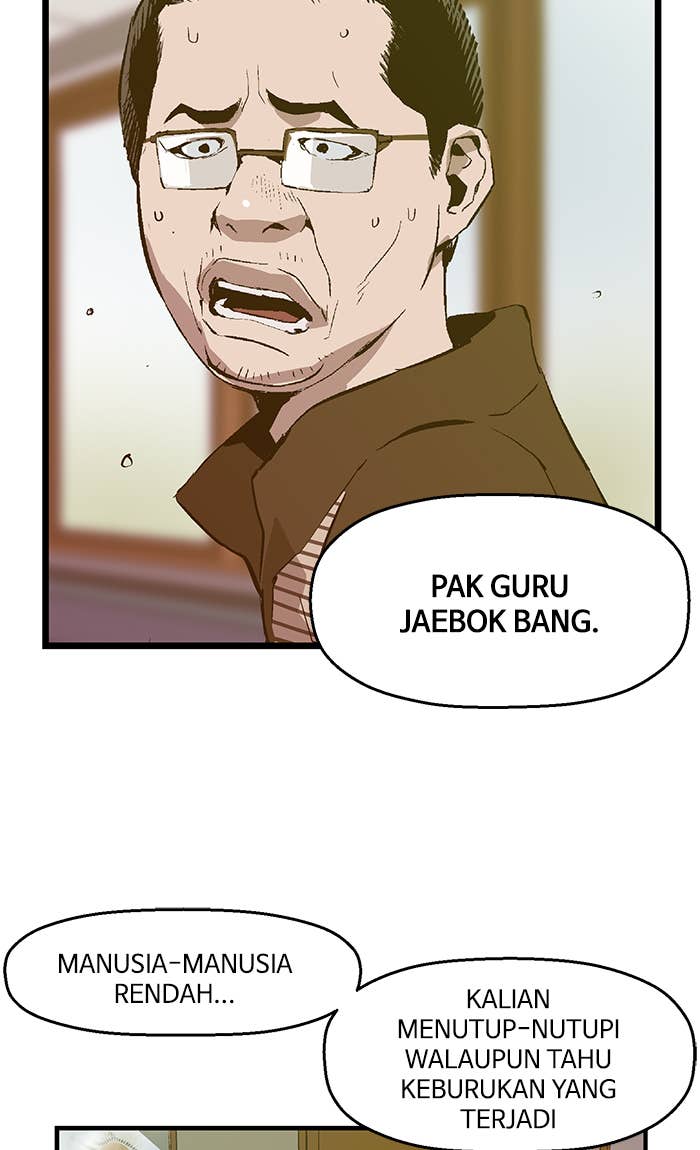 PAK GURU
JAEBOK BANG.
MANUSIA-MANUSIA
RENDAH...
KALIAN
MENUTUP-NUTUPI
WALAUPUN TAHU
KEBURUKAN YANG
TERJADI